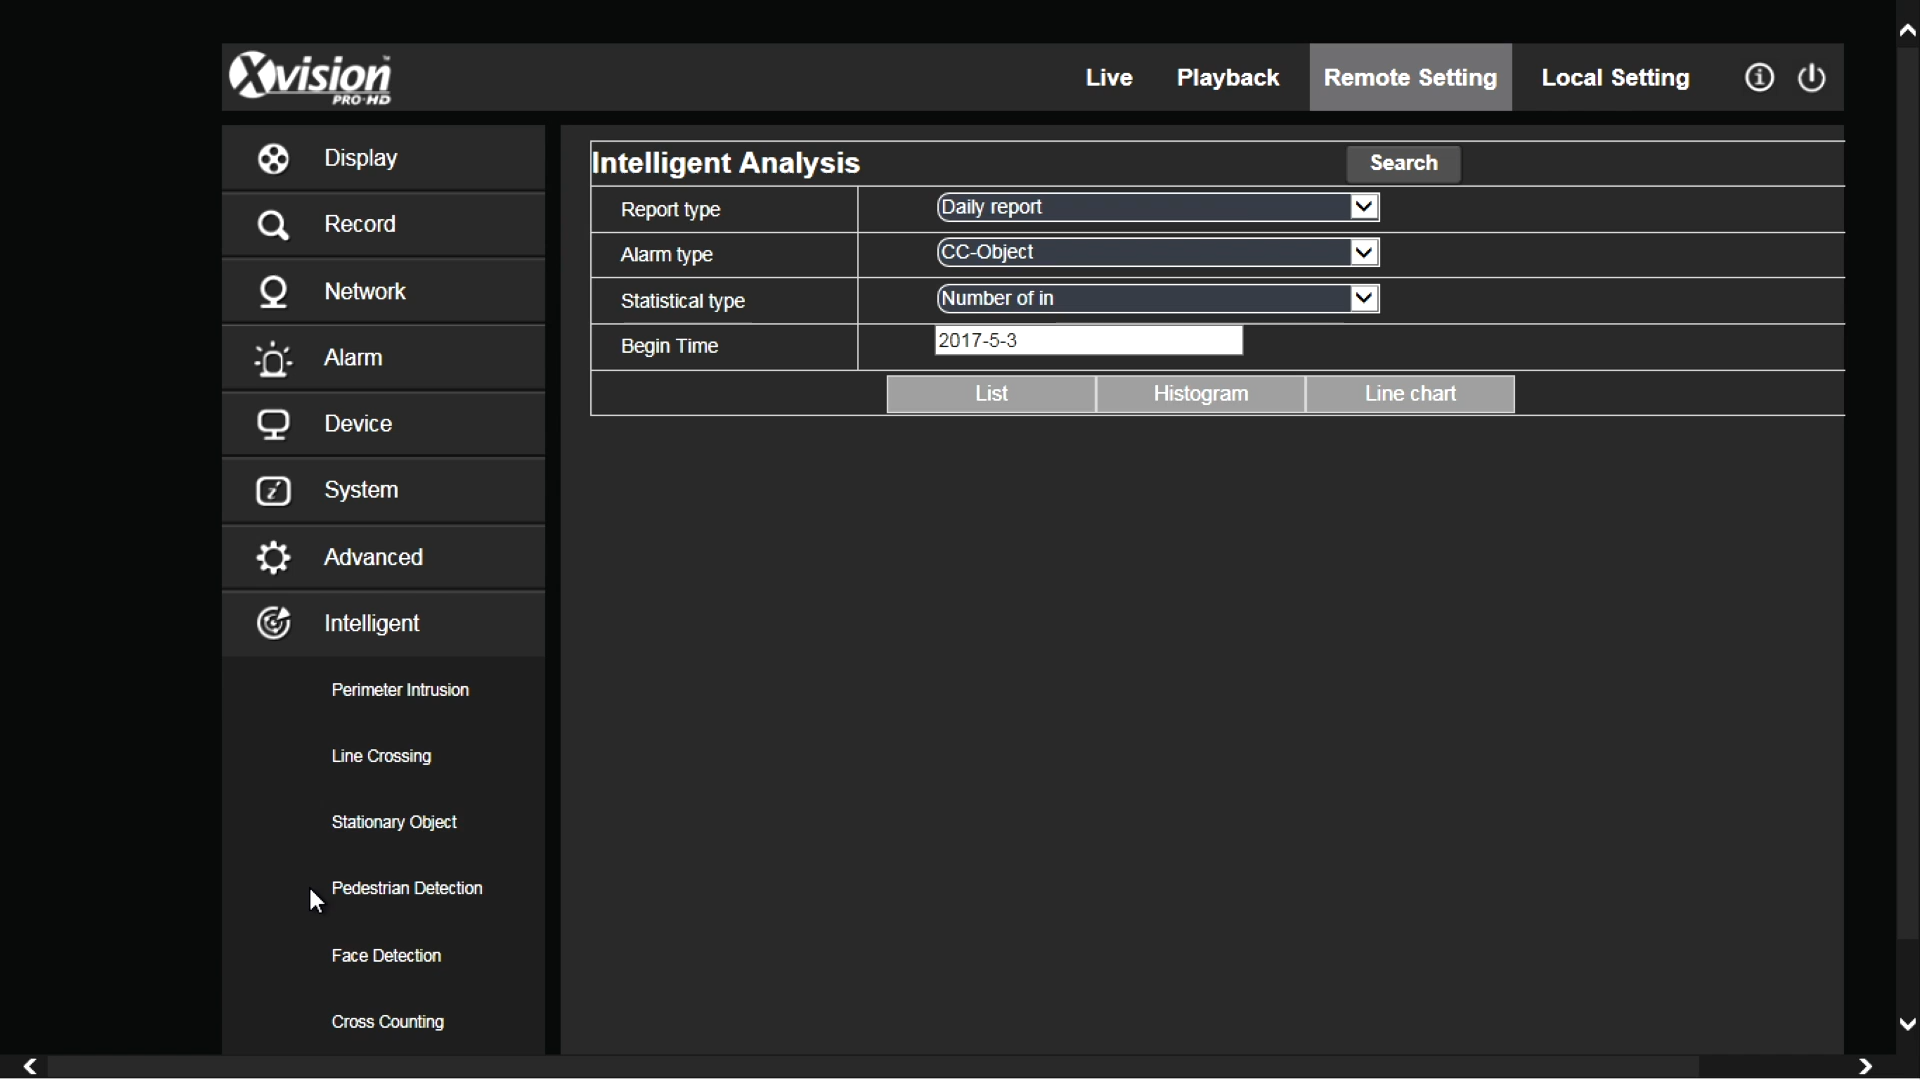 Xvision™
PRO-HD
Live Playback Remote Setting Local Setting
Display
Record
Network
Alarm
Device
System
Advanced
Intelligent
Perimeter Intrusion
Line Crossing
Stationary Object
Pedestrian Detection
Face Detection
Cross Counting
Intelligent Analysis Search
Report type Daily report
Alarm type CC-Object
Statistical type Number of in
Begin Time 2017-5-3
List Histogram Line chart